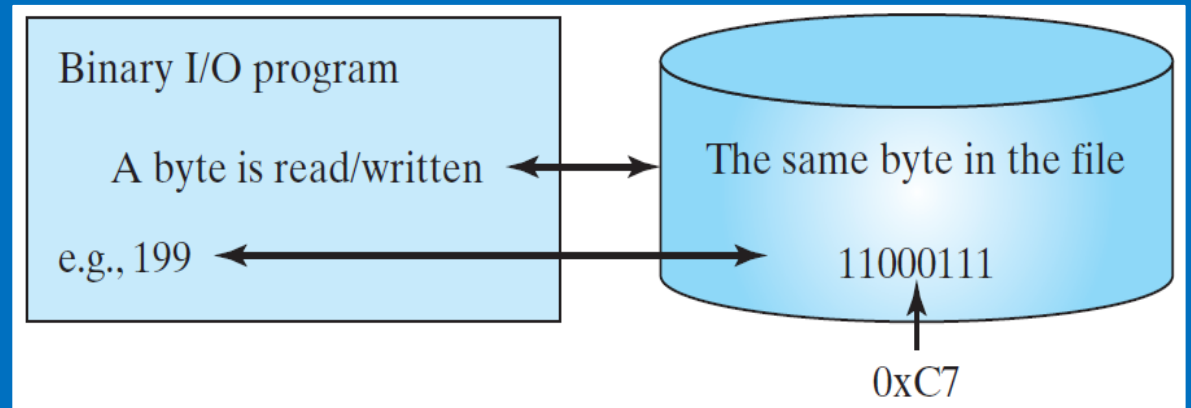 Binary I/O program
A byte is read/written
The same byte in the file
e.g., 199
11000111
0xC7